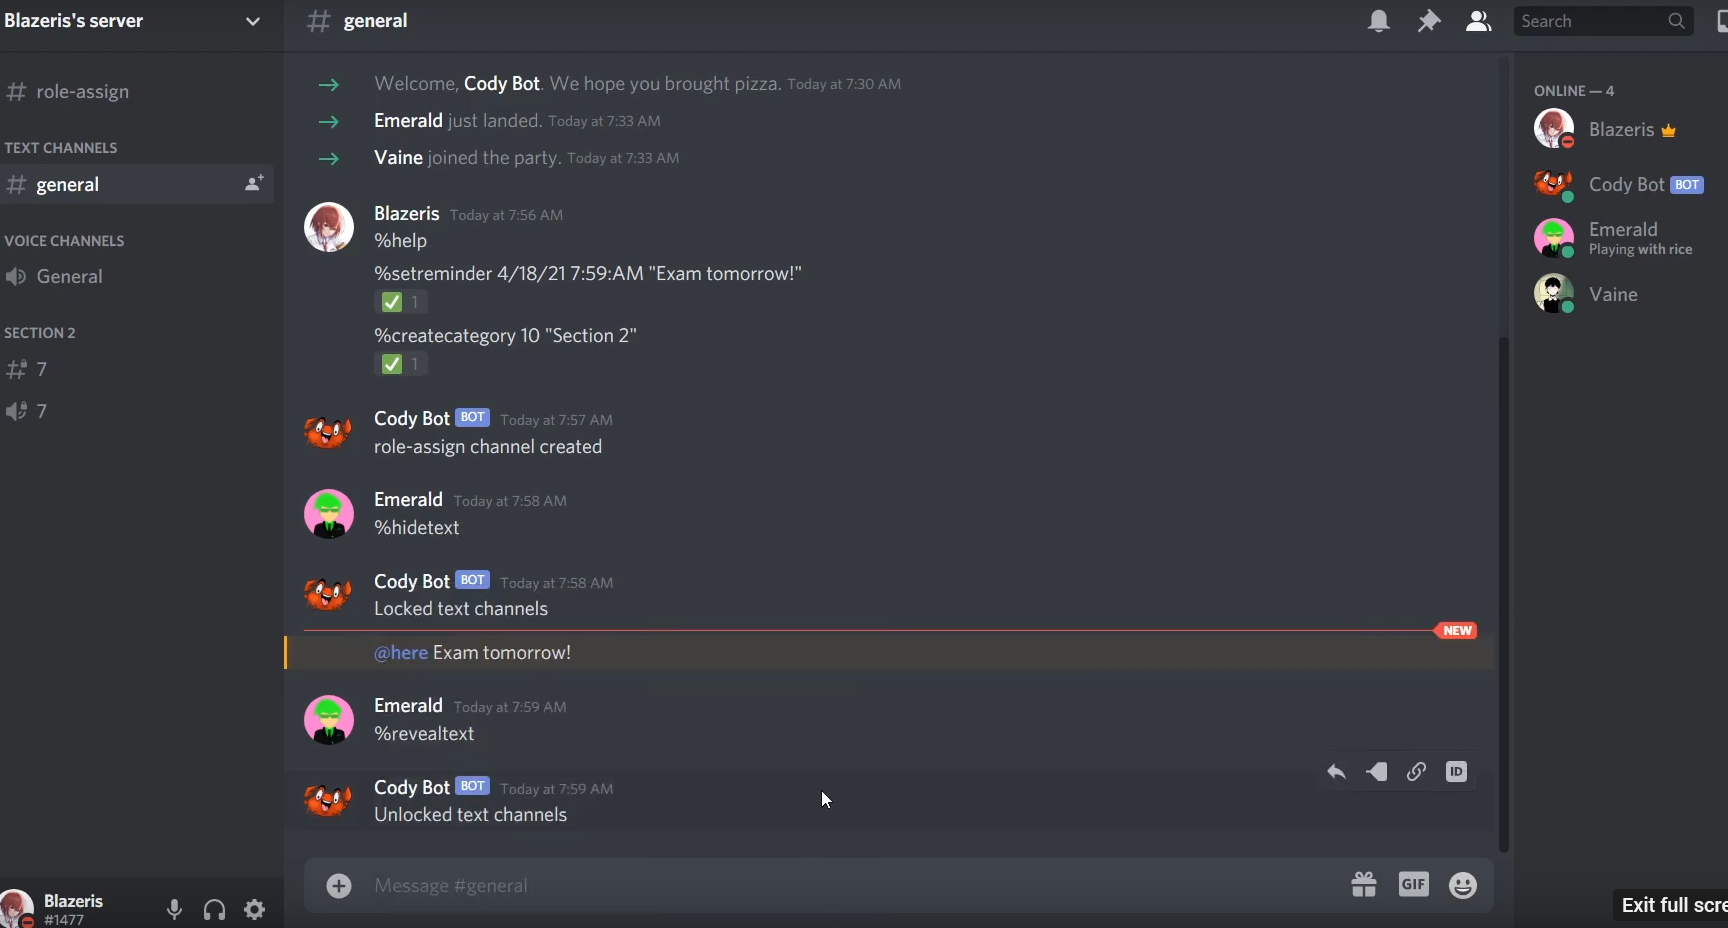 Blazeris's server
role-assign
TEXT CHANNELS
general
VOICE CHANNELS
General
SECTION 2
7
7
Blazeris
#1477
# general
Search
Welcome, Cody Bot. We hope you brought pizza. Today at 7:30 AM
Emerald just landed. Today at 7:33 AM
Vaine joined the party. Today at 7:33 AM
Blazeris Today at 7:56 AM
%help
%setreminder 4/18/21 7:59:AM "Exam tomorrow!"
1
%createcategory 10 "Section 2"
1
Cody Bot BOT Today at 7:57 AM
role-assign channel created
Emerald Today at 7:58 AM
%hidetext
Cody Bot BOT Today at 7:58 AM
Locked text channels
NEW
@here Exam tomorrow!
Emerald Today at 7:59 AM
%revealtext
ID
Cody Bot BOT Today at 7:59 AM
Unlocked text channels
Message #general
GIF
ONLINE — 4
Blazeris
Cody Bot BOT
Emerald
Playing with rice
Vaine
Exit full scre